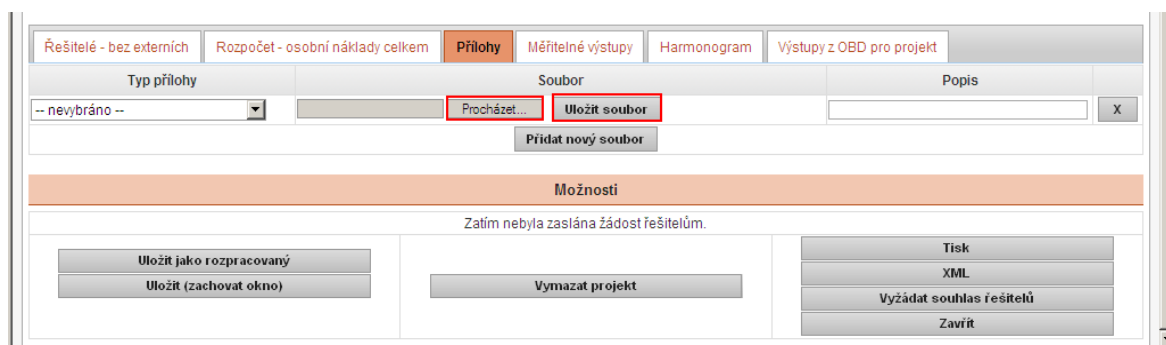 Řešitelé - bez externích Rozpočet - osobní náklady celkem Přílohy Měřitelné výstupy Harmonogram Výstupy z OBD pro projekt
Typ přílohy Soubor Popis
-- nevybráno -- Procházet... Uložit soubor X
Přidat nový soubor
Možnosti
Zatím nebyla zaslána žádost řešitelům.
Uložit jako rozpracovaný
Uložit (zachovat okno)
Vymazat projekt
Tisk
XML
Vyžádat souhlas řešitelů
Zavřít